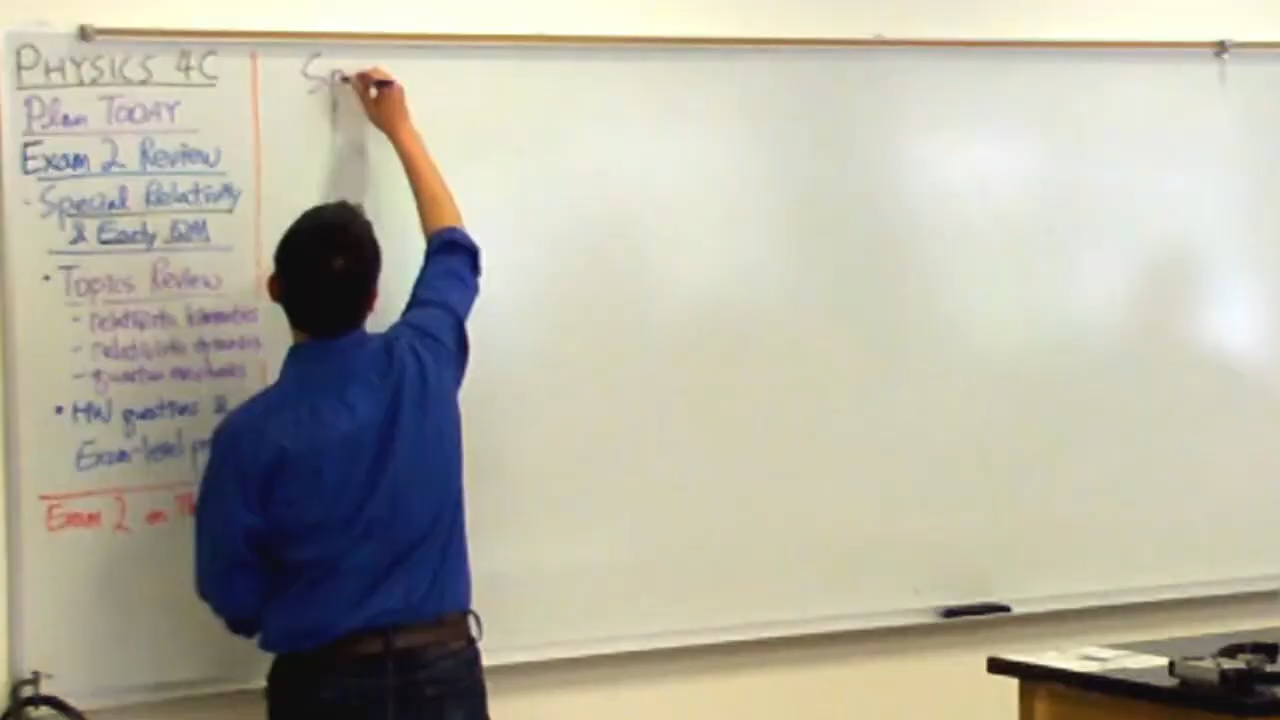 PHYSICS 4C
Plan TODAY
Exam 2 Review
- Special Relativity
& Early QM
• Topics Review
- relativistic kinematics
- relativistic dynamics
- quantum mechanics
• HW questions &
Exam-level
Exam 2 on
Sp